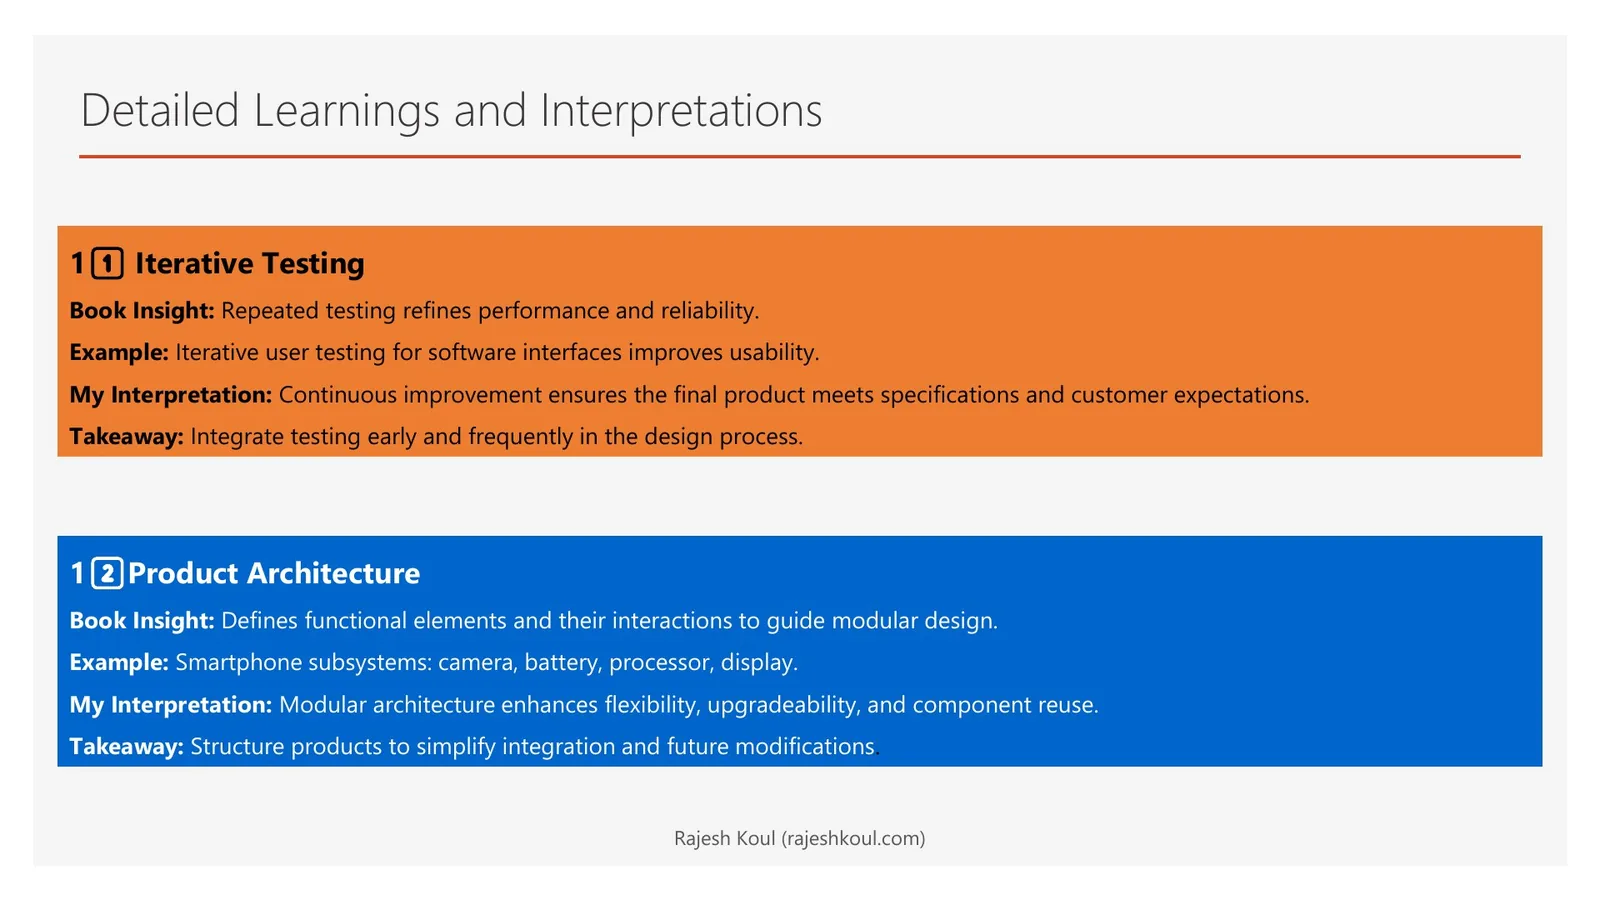 Detailed Learnings and Interpretations
11️⃣ Iterative Testing
Book Insight: Repeated testing refines performance and reliability.
Example: Iterative user testing for software interfaces improves usability.
My Interpretation: Continuous improvement ensures the final product meets specifications and customer expectations.
Takeaway: Integrate testing early and frequently in the design process.
12️⃣Product Architecture
Book Insight: Defines functional elements and their interactions to guide modular design.
Example: Smartphone subsystems: camera, battery, processor, display.
My Interpretation: Modular architecture enhances flexibility, upgradeability, and component reuse.
Takeaway: Structure products to simplify integration and future modifications.
Rajesh Koul (rajeshkoul.com)